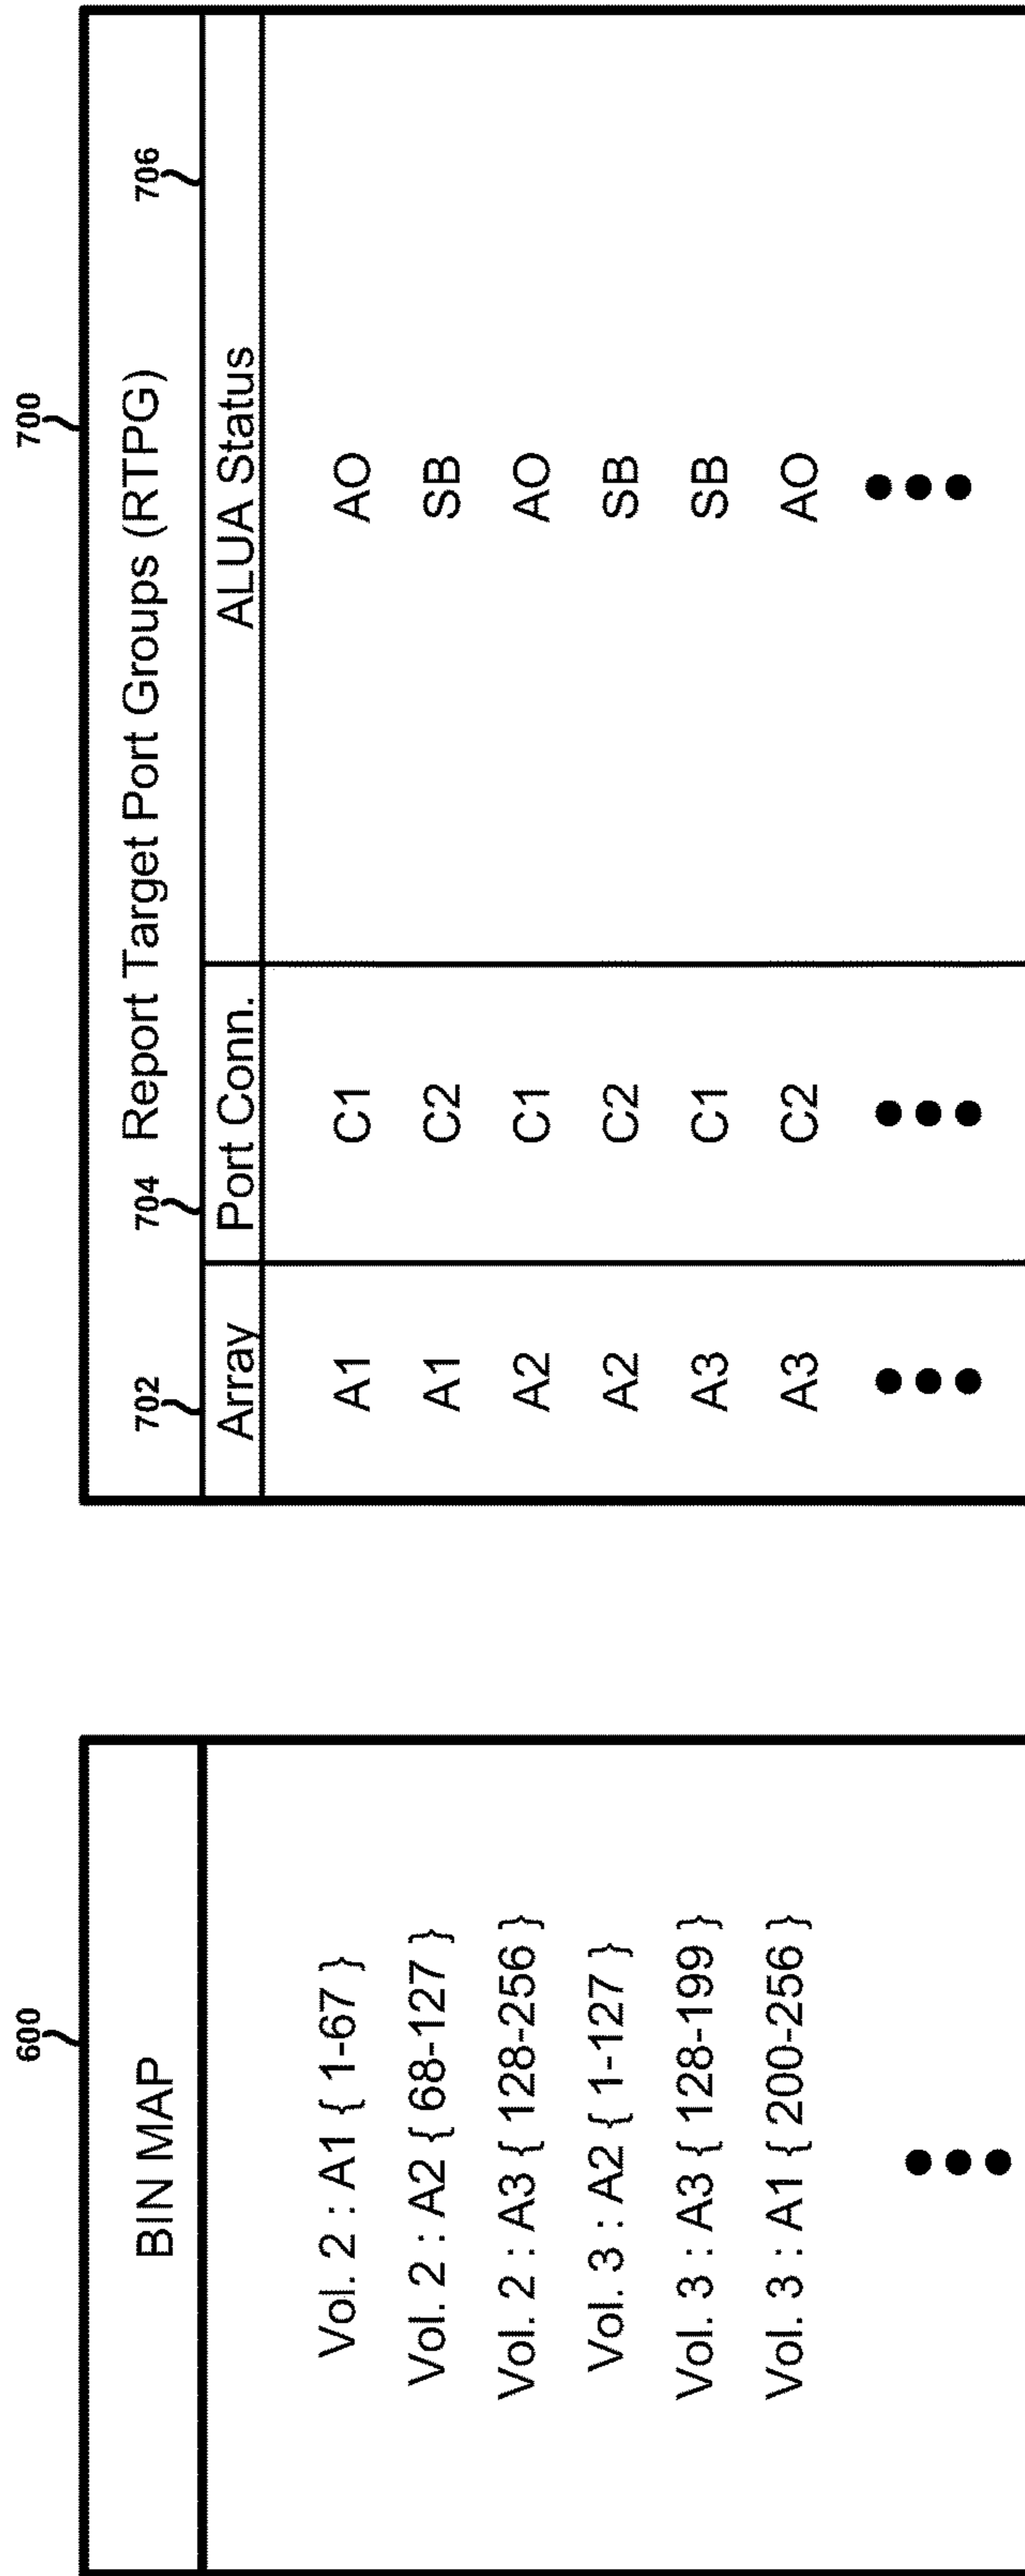 600
BIN MAP
Vol. 2 : A1 { 1-67 }
Vol. 2 : A2 { 68-127 }
Vol. 2 : A3 { 128-256 }
Vol. 3 : A2 { 1-127 }
Vol. 3 : A3 { 128-199 }
Vol. 3 : A1 { 200-256 }
700
702 704 Report Target Port Groups (RTPG) 706
Array Port Conn. ALUA Status
A1 C1 AO
A1 C2 SB
A2 C1 AO
A2 C2 SB
A3 C1 SB
A3 C2 AO